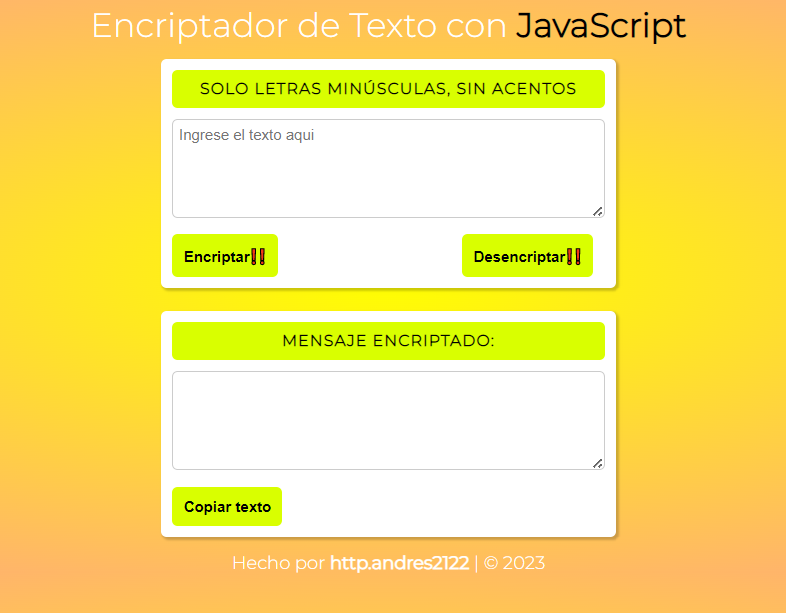 Encriptador de Texto con JavaScript
SOLO LETRAS MINÚSCULAS, SIN ACENTOS
Ingrese el texto aqui
Encriptar‼️ Desencriptar‼️
MENSAJE ENCRIPTADO:
Copiar texto
Hecho por http.andres2122 | © 2023